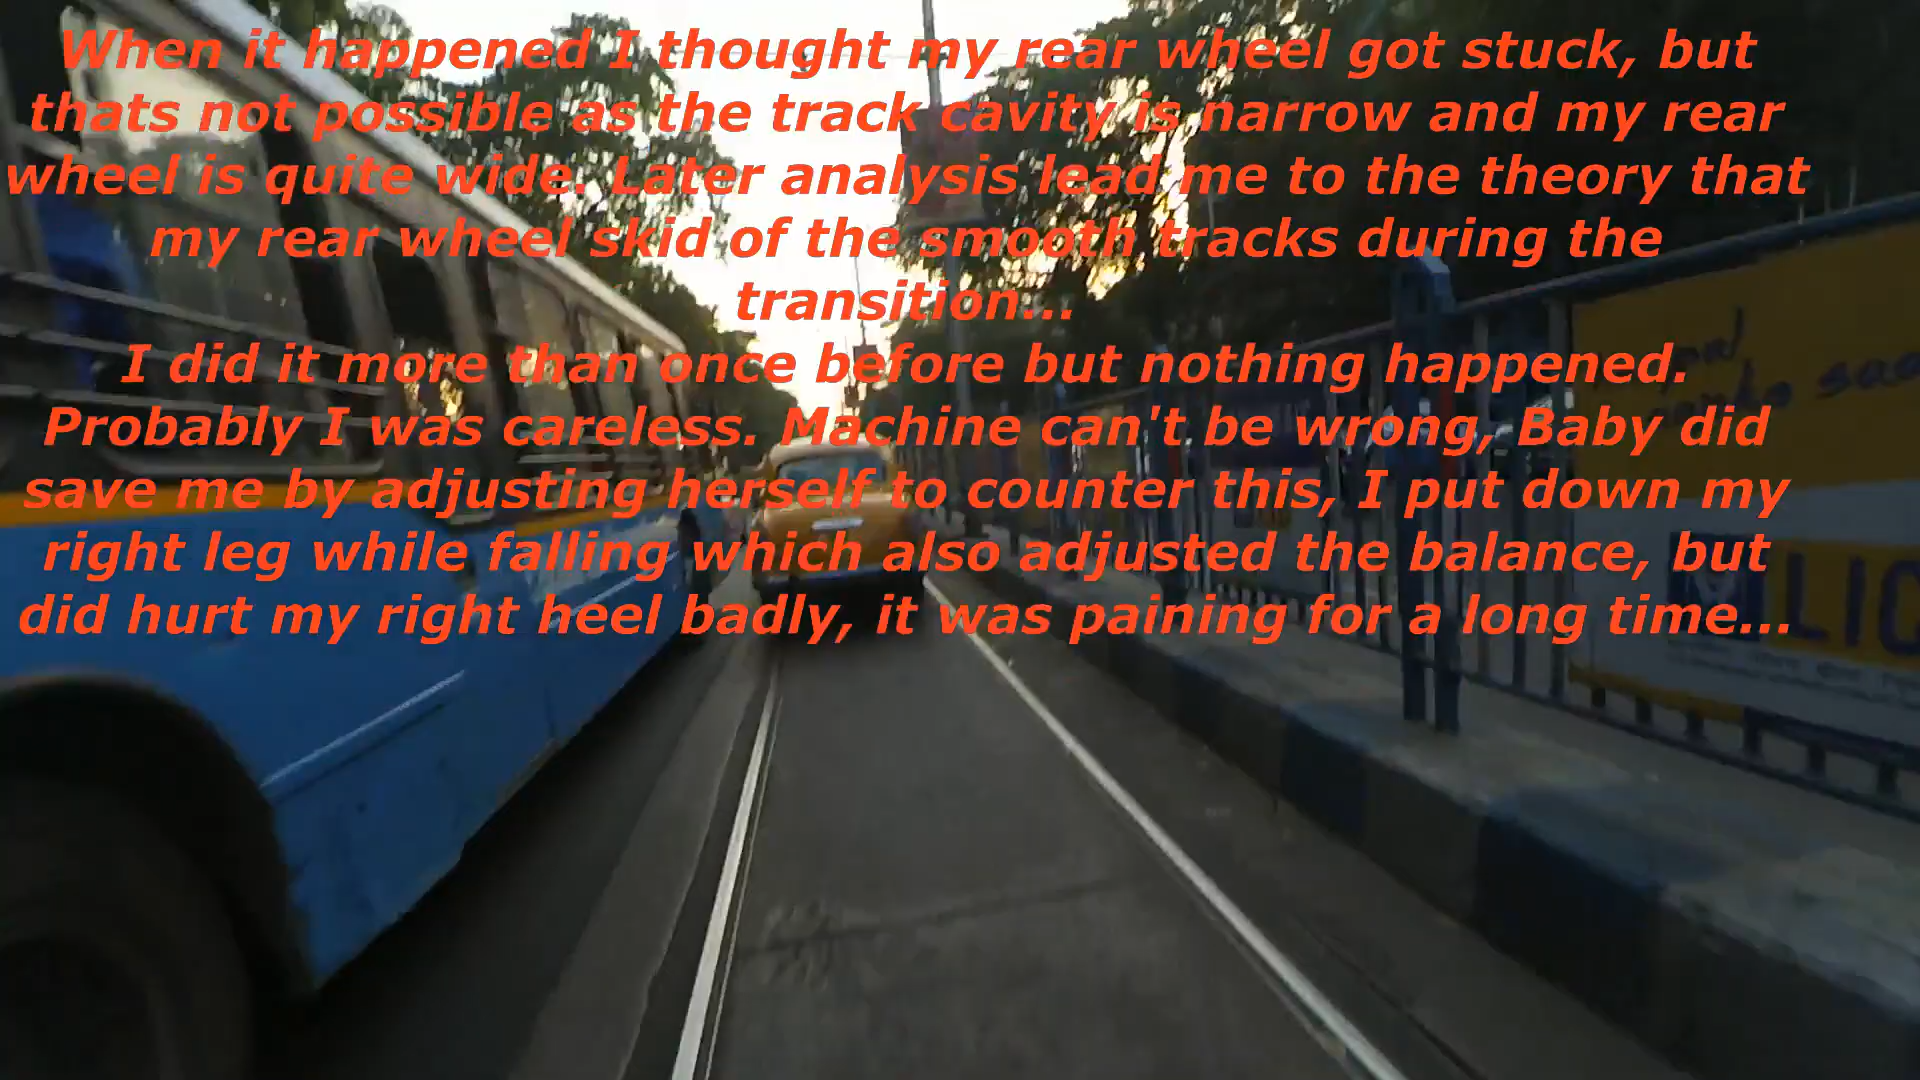 When it happened I thought my rear wheel got stuck, but
thats not possible as the track cavity is narrow and my rear
wheel is quite wide. Later analysis lead me to the theory that
my rear wheel skid of the smooth tracks during the
transition...
I did it more than once before but nothing happened.
Probably I was careless. Machine can't be wrong, Baby did
save me by adjusting herself to counter this, I put down my
right leg while falling which also adjusted the balance, but
did hurt my right heel badly, it was paining for a long time...
LIC